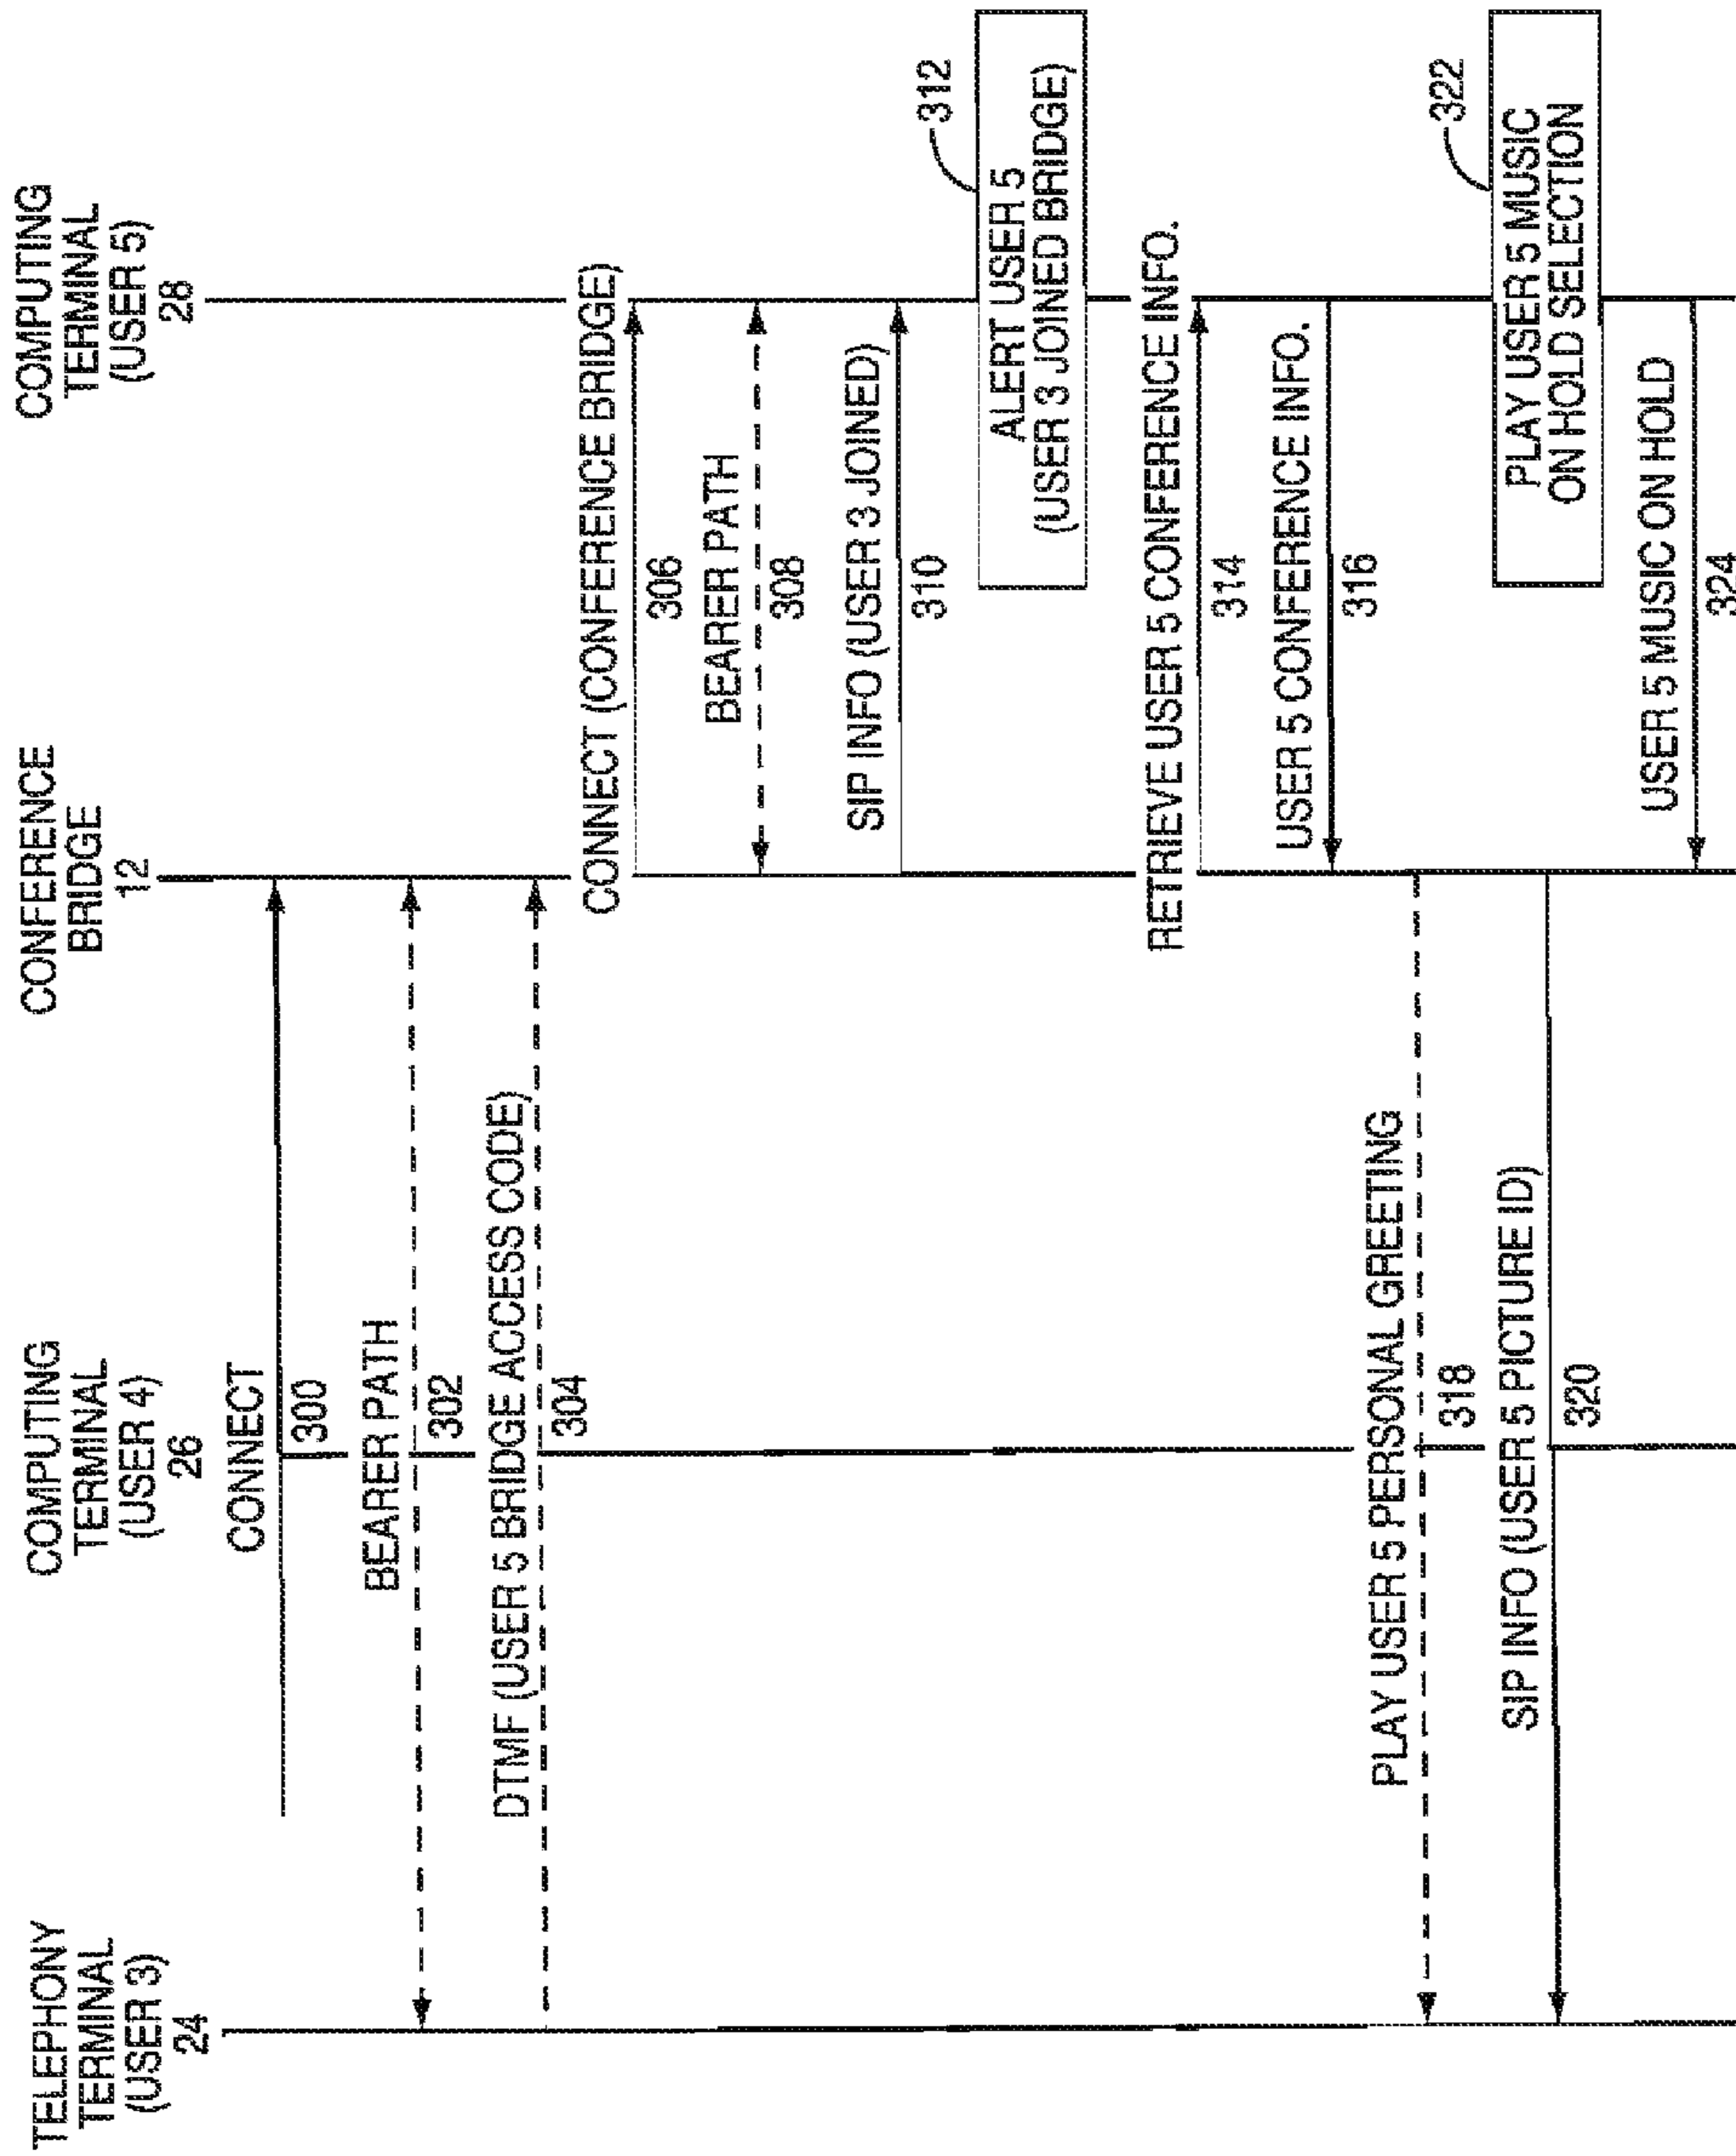 TELEPHONY
TERMINAL
(USER 3)
24
COMPUTING
TERMINAL
(USER 4)
26
CONFERENCE
BRIDGE
12
COMPUTING
TERMINAL
(USER 5)
28
CONNECT
300
BEARER PATH
302
DTMF (USER 5 BRIDGE ACCESS CODE)
304
CONNECT (CONFERENCE BRIDGE)
306
BEARER PATH
308
SIP INFO (USER 3 JOINED)
310
312
ALERT USER 5
(USER 3 JOINED BRIDGE)
RETRIEVE USER 5 CONFERENCE INFO.
314
USER 5 CONFERENCE INFO.
316
PLAY USER 5 PERSONAL GREETING
318
SIP INFO (USER 5 PICTURE ID)
320
322
PLAY USER 5 MUSIC
ON HOLD SELECTION
USER 5 MUSIC ON HOLD
324